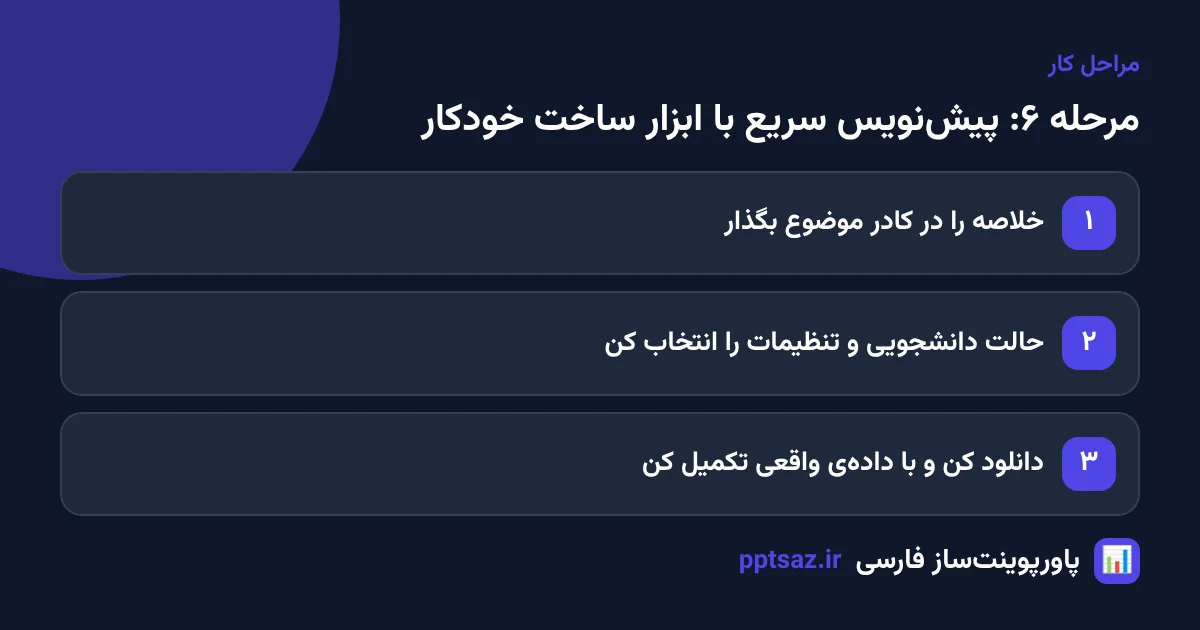 مراحل کار
مرحله ۶: پیش‌نویس سریع با ابزار ساخت خودکار
۱ خلاصه را در کادر موضوع بگذار
۲ حالت دانشجویی و تنظیمات را انتخاب کن
۳ دانلود کن و با داده‌ی واقعی تکمیل کن
پاورپوینت‌ساز فارسی pptsaz.ir